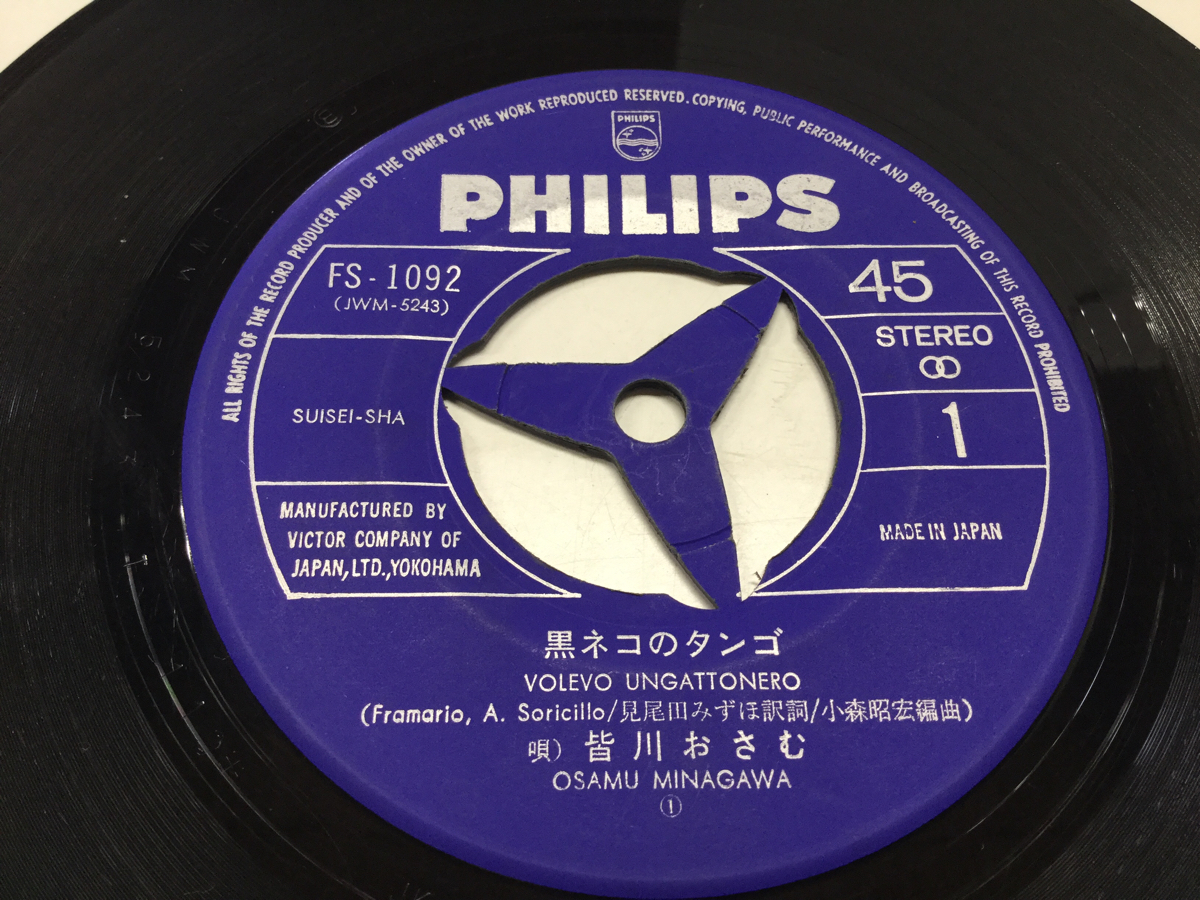 ALL RIGHTS OF THE RECORD PRODUCER AND OF THE OWNER OF THE WORK REPRODUCED RESERVED. COPYING, PUBLIC PERFORMANCE AND BROADCASTING OF THIS RECORD PROHIBITED
PHILIPS
PHILIPS
FS-1092
(JWM-5243)
45
STEREO
SUISEI-SHA
1
MANUFACTURED BY
VICTOR COMPANY OF
JAPAN,LTD.,YOKOHAMA
MADE IN JAPAN
黒ネコのタンゴ
VOLEVO UNGATTONERO
(Framario, A. Soricillo/見尾田みずほ訳詞/小森昭宏編曲)
唄) 皆川おさむ
OSAMU MINAGAWA
①